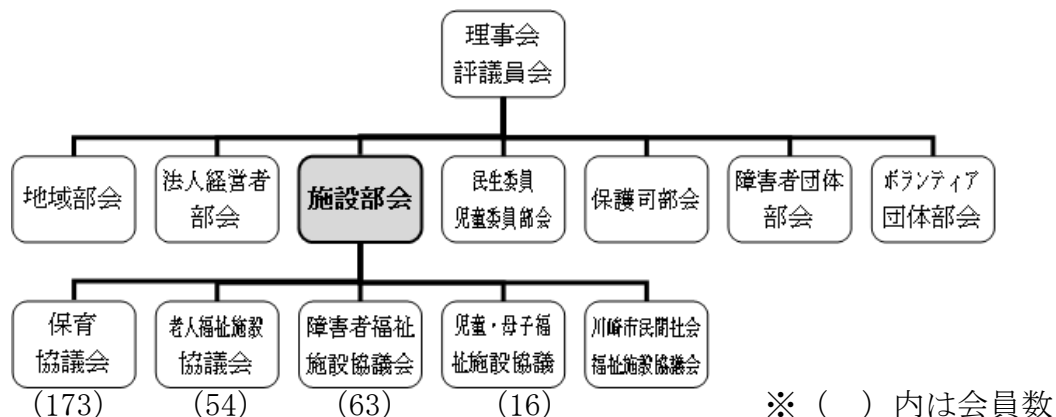 理事会
評議員会
地域部会
法人経営者
部会
施設部会
民生委員
児童委員部会
保護司部会
障害者団体
部会
ボランティア
団体部会
保育
協議会
老人福祉施設
協議会
障害者福祉
施設協議会
児童・母子福
祉施設協議
川崎市民間社会
福祉施設協議会
(173)
(54)
(63)
(16)
※( )内は会員数